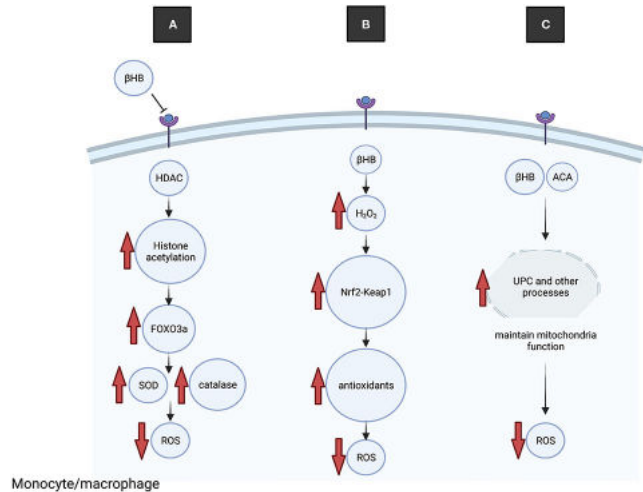 A
B
C
βHB
HDAC
Histone
acetylation
FOXO3a
SOD
catalase
ROS
βHB
H₂O₂
Nrf2-Keap1
antioxidants
ROS
βHB
ACA
UPC and other
processes
maintain mitochondria
function
ROS
Monocyte/macrophage